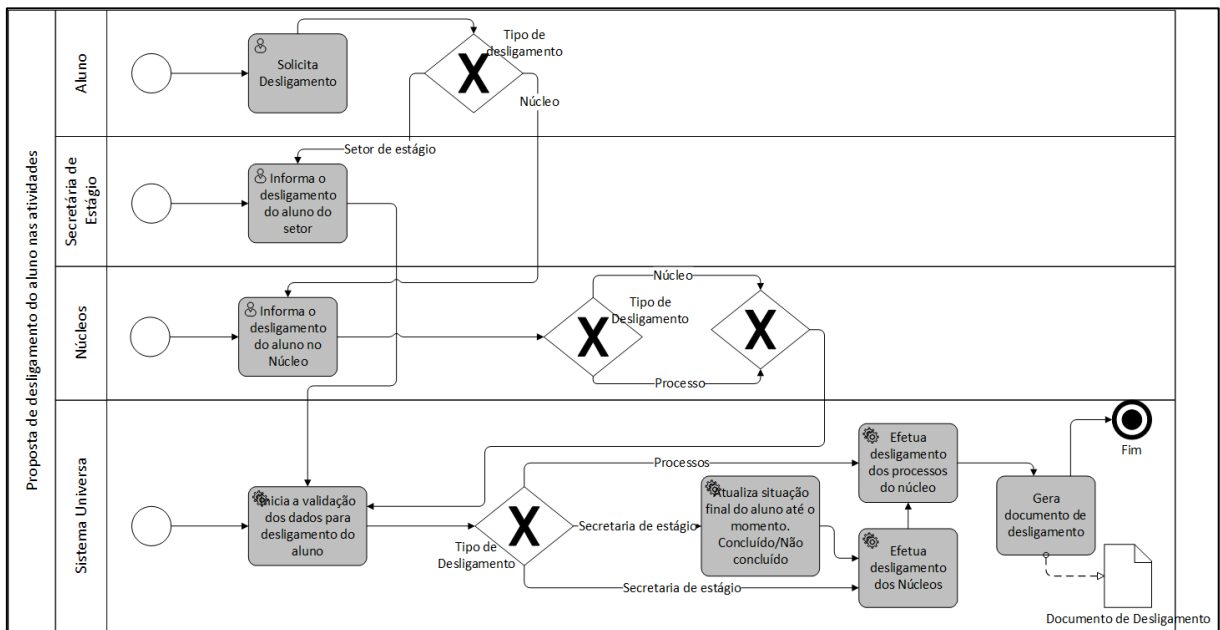 Proposta de desligamento do aluno nas atividades
Aluno
Solicita
Desligamento
Tipo de
desligamento
X
Núcleo
Setor de estágio
Secretária de
Estágio
Informa o
desligamento
do aluno do
setor
Núcleos
Informa o
desligamento
do aluno no
Núcleo
Núcleo
Tipo de
Desligamento
X
X
Processo
Sistema Universa
Inicia a validação
dos dados para
desligamento do
aluno
X
Tipo de
Desligamento
Processos
Secretaria de estágio
Secretaria de estágio
Atualiza situação
final do aluno até o
momento.
Concluído/Não
concluído
Efetua
desligamento
dos processos
do núcleo
Efetua
desligamento
dos Núcleos
Gera
documento de
desligamento
Fim
Documento de Desligamento